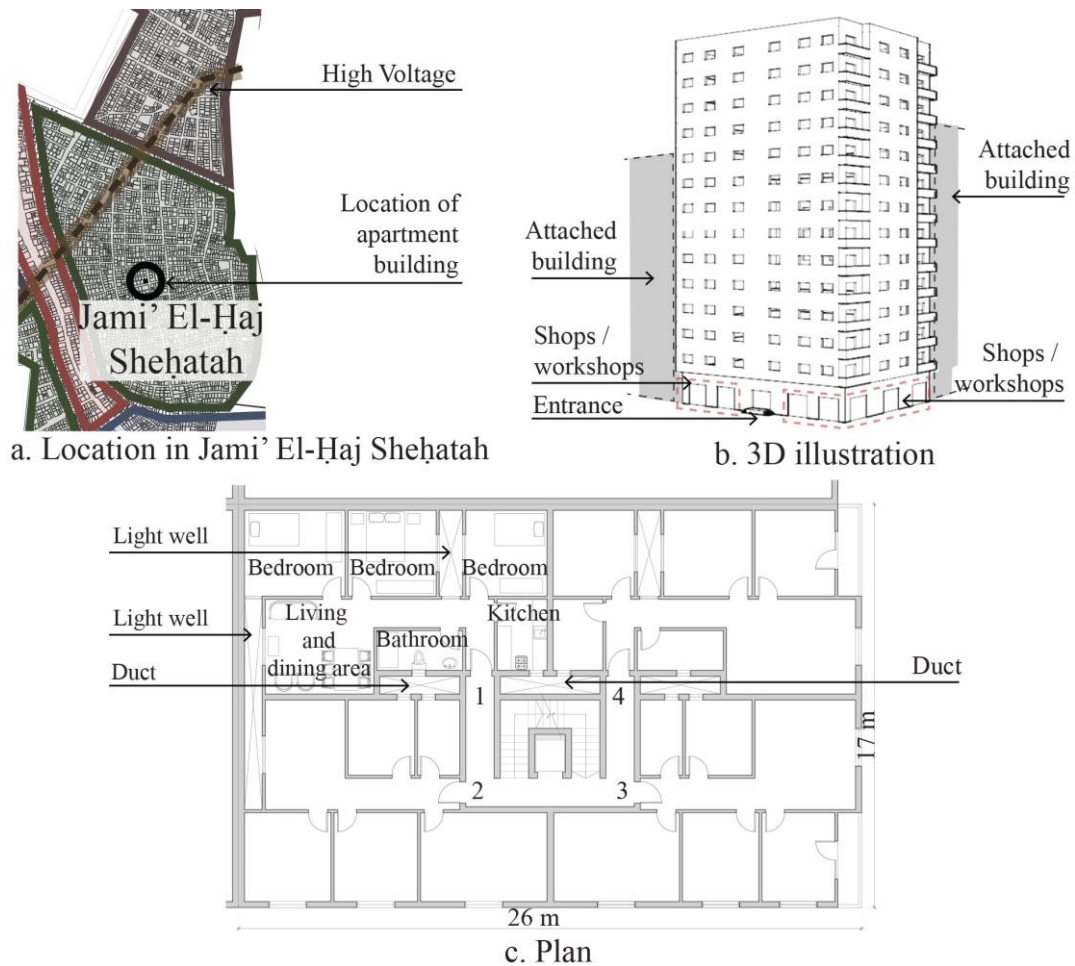 High Voltage
Location of
apartment
building
Jami’ El-Ḥaj
Sheḥatah
a. Location in Jami’ El-Ḥaj Sheḥatah
Attached
building
Attached
building
Shops /
workshops
Entrance
Shops /
workshops
b. 3D illustration
Light well
Light well
Duct
Bedroom
Bedroom
Bedroom
Living
and
dining area
Bathroom
Kitchen
Duct
1
4
2
3
17 m
26 m
c. Plan